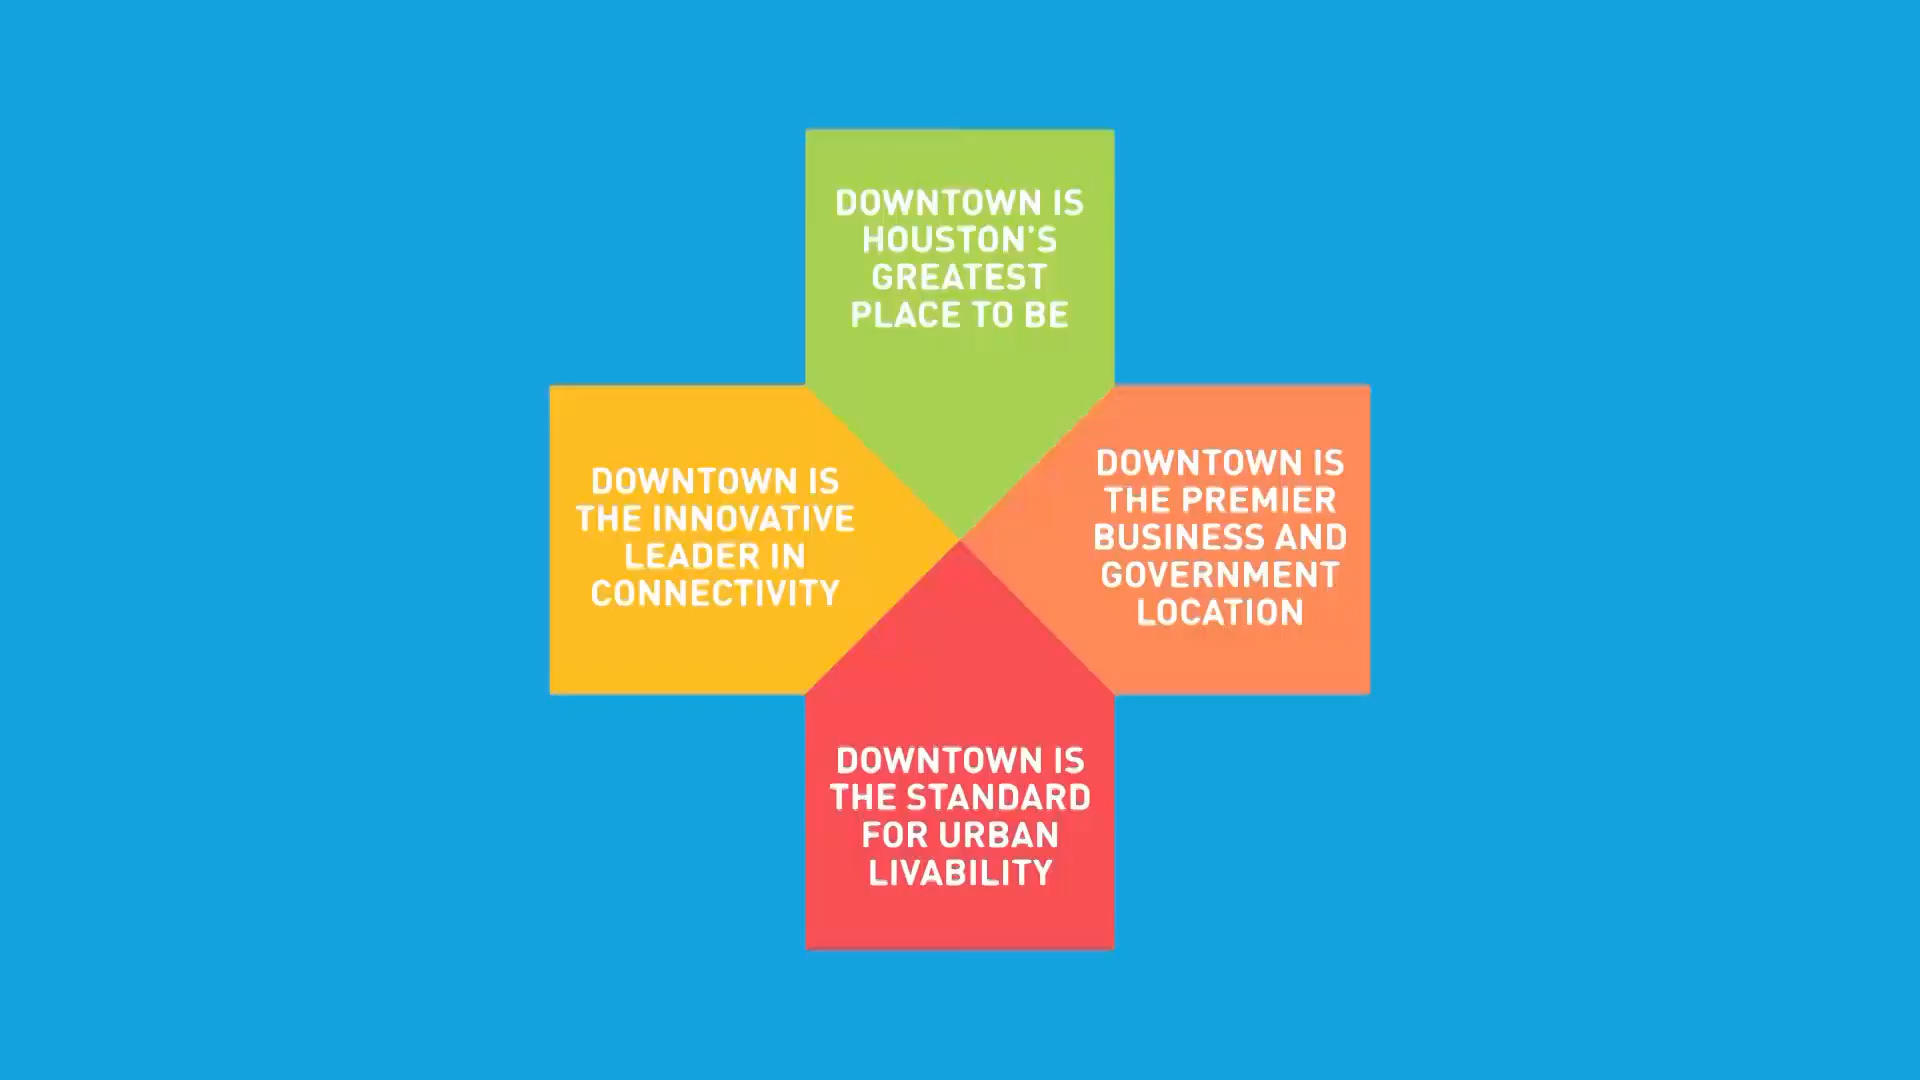 DOWNTOWN IS
HOUSTON'S
GREATEST
PLACE TO BE
DOWNTOWN IS
THE INNOVATIVE
LEADER IN
CONNECTIVITY
DOWNTOWN IS
THE PREMIER
BUSINESS AND
GOVERNMENT
LOCATION
DOWNTOWN IS
THE STANDARD
FOR URBAN
LIVABILITY